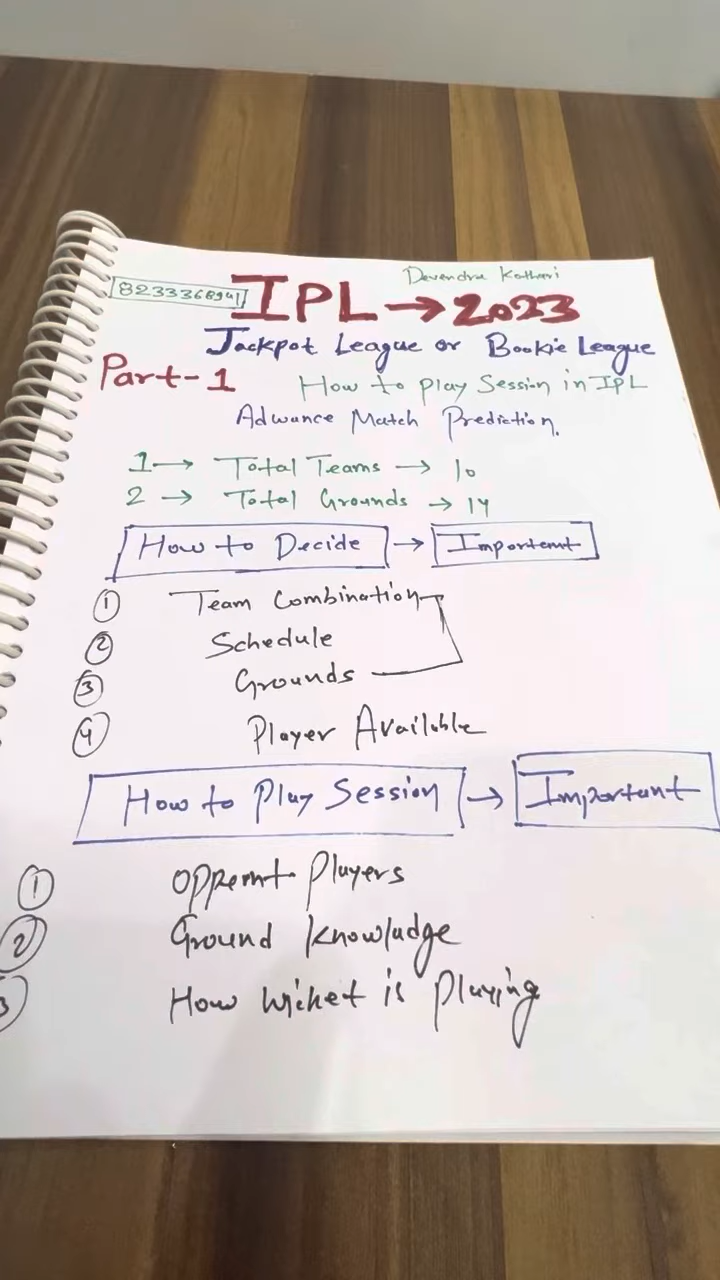 Devendra Kothari
8233368941 IPL → 2023
Jackpot League or Bookie League
Part-1 How to play Session in IPL
Adwance Match Prediction.
1 → Total Teams → 10
2 → Total Grounds → 14
How to Decide → Important
① Team Combination
② Schedule
③ Grounds
④ Player Available
How to Play Session → Important
① Players
② Ground Knowladge
3 How wicket is playing